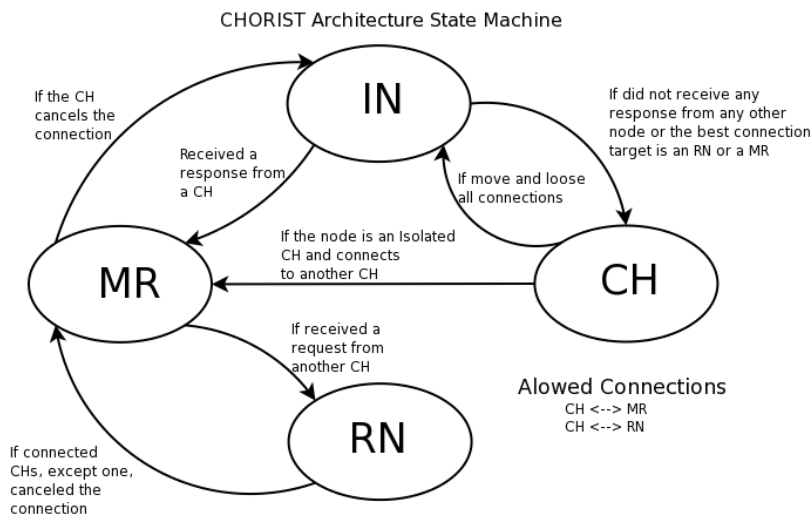 CHORIST Architecture State Machine
If the CH
cancels the
connection
IN
If did not receive any
response from any other
node or the best connection
target is an RN or a MR
Received a
response from
a CH
If move and loose
all connections
If the node is an Isolated
CH and connects
to another CH
MR
CH
If received a
request from
another CH
Alowed Connections
CH <--> MR
CH <--> RN
RN
If connected
CHs, except one,
canceled the
connection